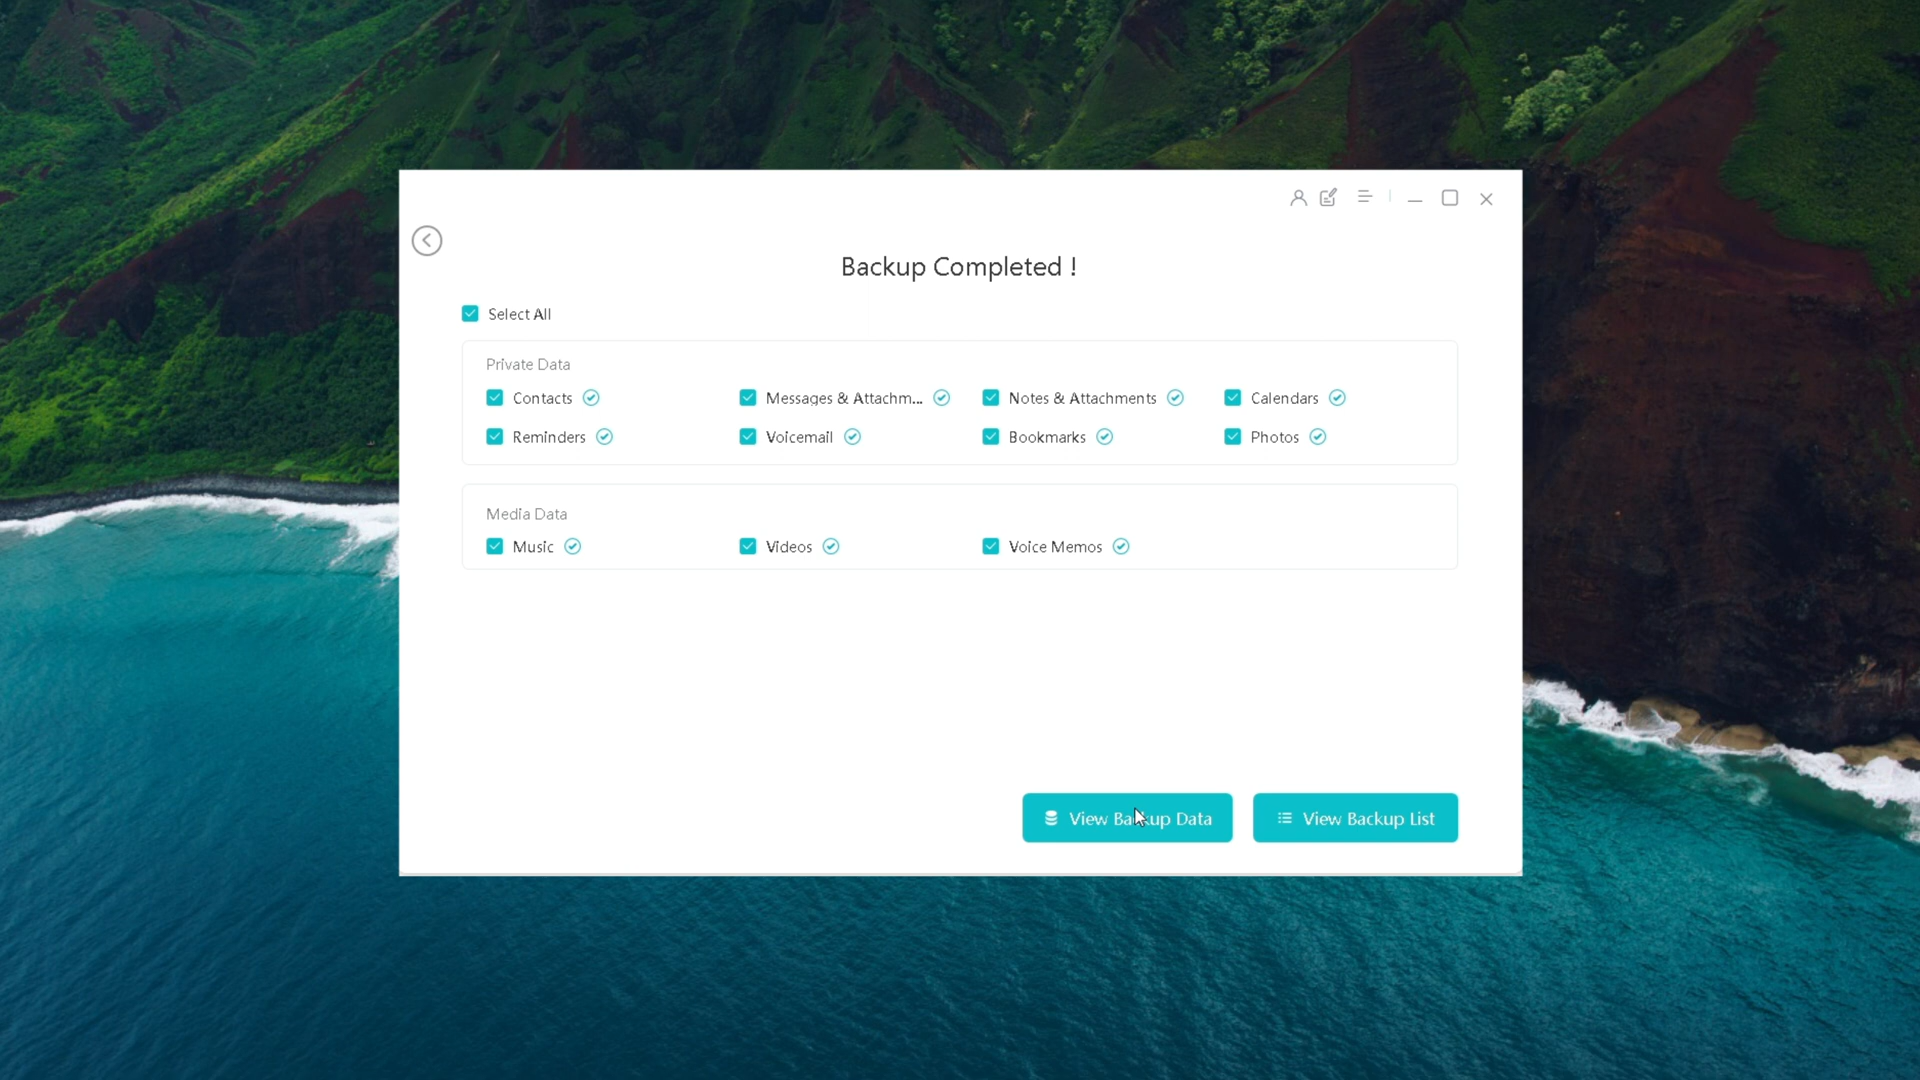 Backup Completed !
Select All
Private Data
Contacts Messages & Attachm... Notes & Attachments Calendars
Reminders Voicemail Bookmarks Photos
Media Data
Music Videos Voice Memos
View Backup Data View Backup List